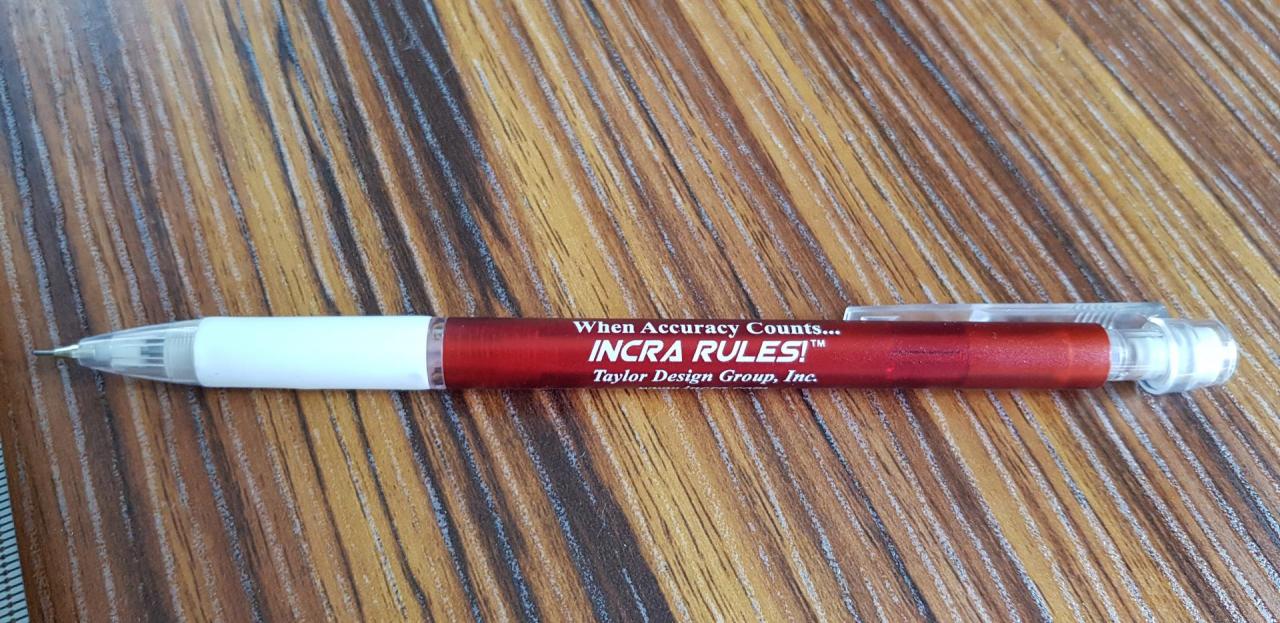 When Accuracy Counts...
INCRA RULES!™
Taylor Design Group, Inc.